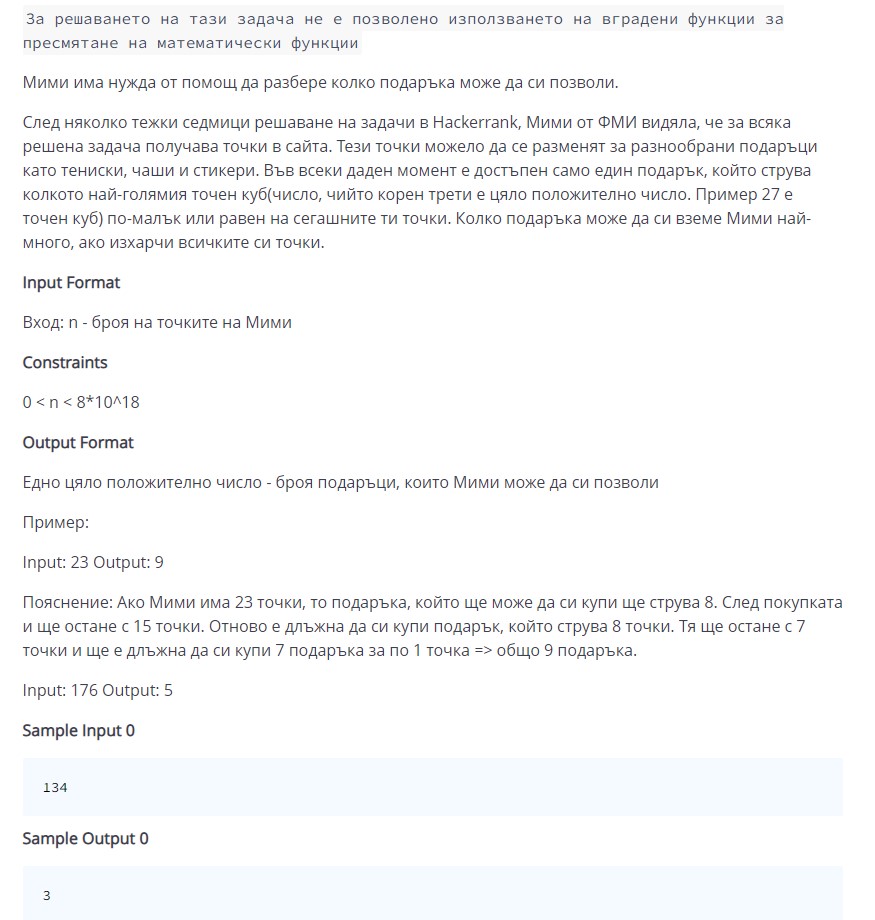 За решаването на тази задача не е позволено използването на вградени функции за
пресмятане на математически функции
Мими има нужда от помощ да разбере колко подаръка може да си позволи.
След няколко тежки седмици решаване на задачи в Hackerrank, Мими от ФМИ видяла, че за всяка
решена задача получава точки в сайта. Тези точки можело да се разменят за разнообрани подаръци
като тениски, чаши и стикери. Във всеки даден момент е достъпен само един подарък, който струва
колкото най-голямия точен куб(число, чийто корен трети е цяло положително число. Пример 27 е
точен куб) по-малък или равен на сегашните ти точки. Колко подаръка може да си вземе Мими най-
много, ако изхарчи всичките си точки.
Input Format
Вход: n - броя на точките на Мими
Constraints
0 < n < 8*10^18
Output Format
Едно цяло положително число - броя подаръци, които Мими може да си позволи
Пример:
Input: 23 Output: 9
Пояснение: Ако Мими има 23 точки, то подаръка, който ще може да си купи ще струва 8. След покупката
и ще остане с 15 точки. Отново е длъжна да си купи подарък, който струва 8 точки. Тя ще остане с 7
точки и ще е длъжна да си купи 7 подаръка за по 1 точка => общо 9 подаръка.
Input: 176 Output: 5
Sample Input 0
134
Sample Output 0
3